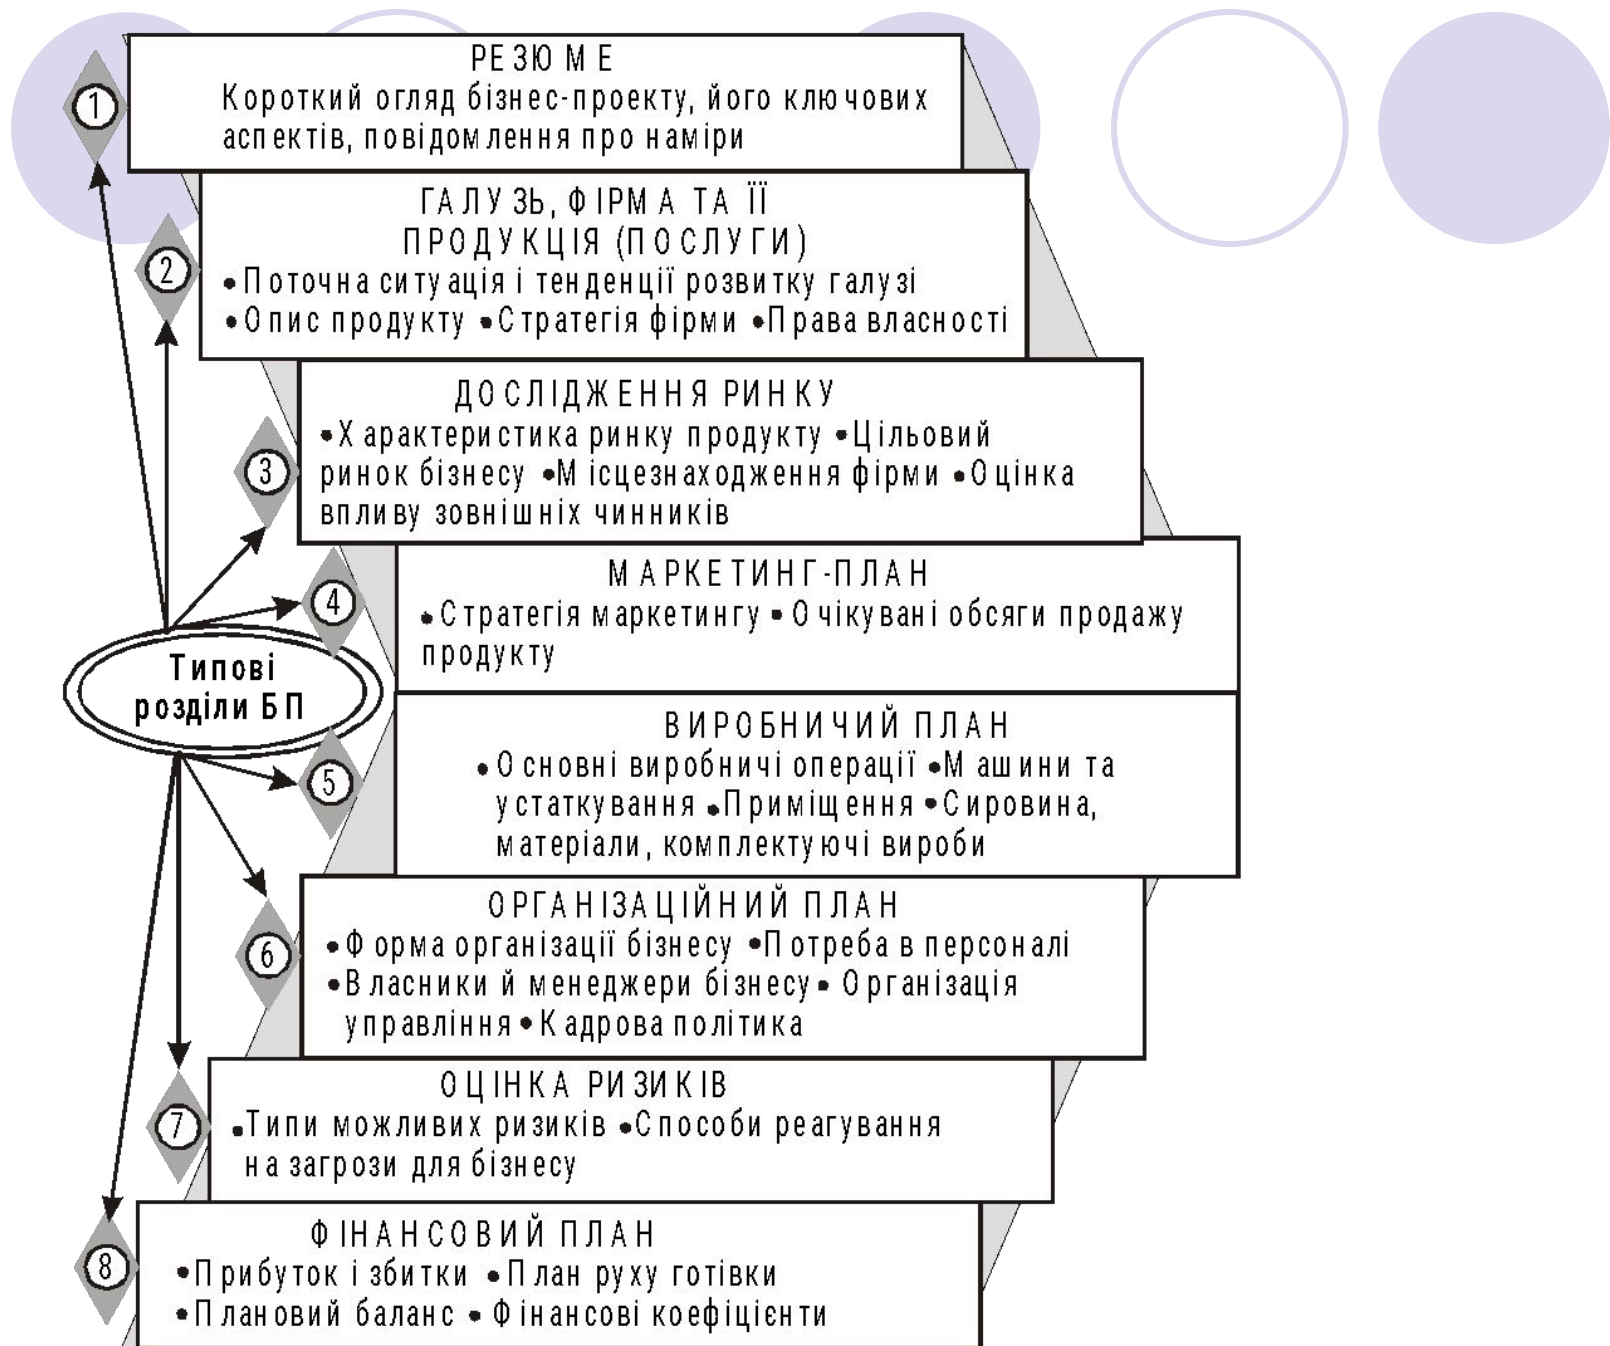 РЕЗЮМЕ
1
Короткий огляд бізнес-проекту, його ключових
аспектів, повідомлення про наміри
ГАЛУЗЬ, ФІРМА ТА ЇЇ
ПРОДУКЦІЯ (ПОСЛУГИ)
2
•Поточна ситуація і тенденції розвитку галузі
•Опис продукту •Стратегія фірми •Права власності
ДОСЛІДЖЕННЯ РИНКУ
•Характеристика ринку продукту •Цільовий
3
ринок бізнесу •Місцезнаходження фірми •Оцінка
впливу зовнішніх чинників
МАРКЕТИНГ-ПЛАН
4
•Стратегія маркетингу •Очікувані обсяги продажу
продукту
Типові
розділи БП
ВИРОБНИЧИЙ ПЛАН
5
•Основні виробничі операції •Машини та
устаткування •Приміщення •Сировина,
матеріали, комплектуючі вироби
ОРГАНІЗАЦІЙНИЙ ПЛАН
6
•Форма організації бізнесу •Потреба в персоналі
•Власники й менеджери бізнесу • Організація
управління •Кадрова політика
ОЦІНКА РИЗИКІВ
7
•Типи можливих ризиків •Способи реагування
на загрози для бізнесу
ФІНАНСОВИЙ ПЛАН
8
•Прибуток і збитки •План руху готівки
•Плановий баланс • Фінансові коефіцієнти